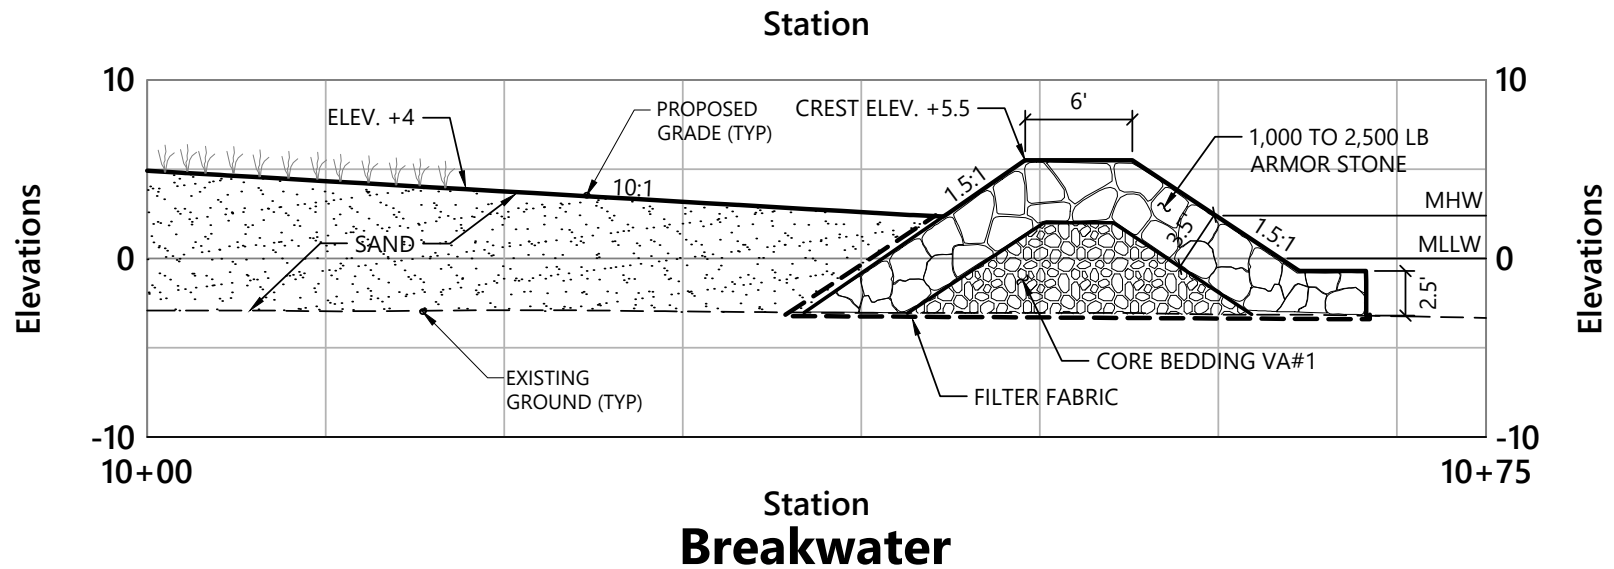 Station
10
10
ELEV. +4
PROPOSED
GRADE (TYP)
CREST ELEV. +5.5
6'
1,000 TO 2,500 LB
ARMOR STONE
10:1
1.5:1
MHW
SAND
~
3.5'
1.5:1
MLLW
Elevations
0
0
Elevations
2.5'
EXISTING
GROUND (TYP)
CORE BEDDING VA#1
FILTER FABRIC
-10
-10
10+00
10+75
Station
Breakwater